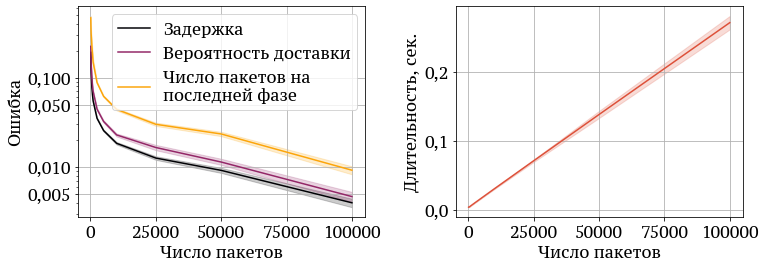 Ошибка
0,100
0,050
0,010
0,005
Задержка
Вероятность доставки
Число пакетов на
последней фазе
0 25000 50000 75000 100000
Число пакетов
Длительность, сек.
0,2
0,1
0,0
0 25000 50000 75000 100000
Число пакетов